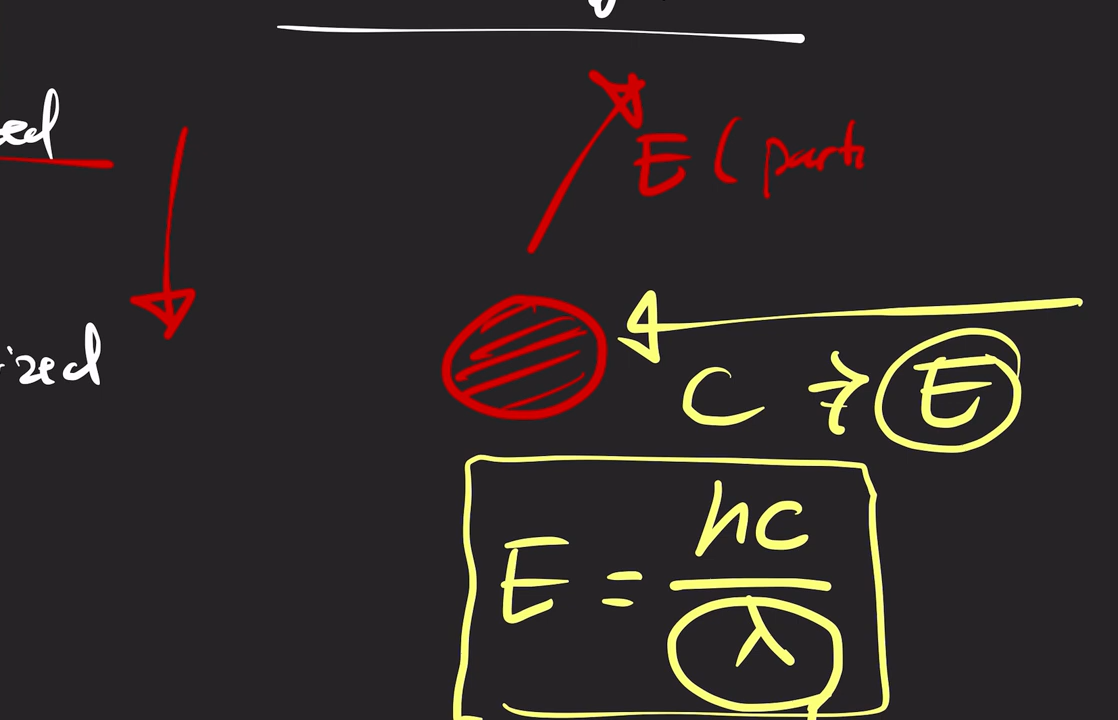 ed
E (parti
ized
C → E
E = hc/λ